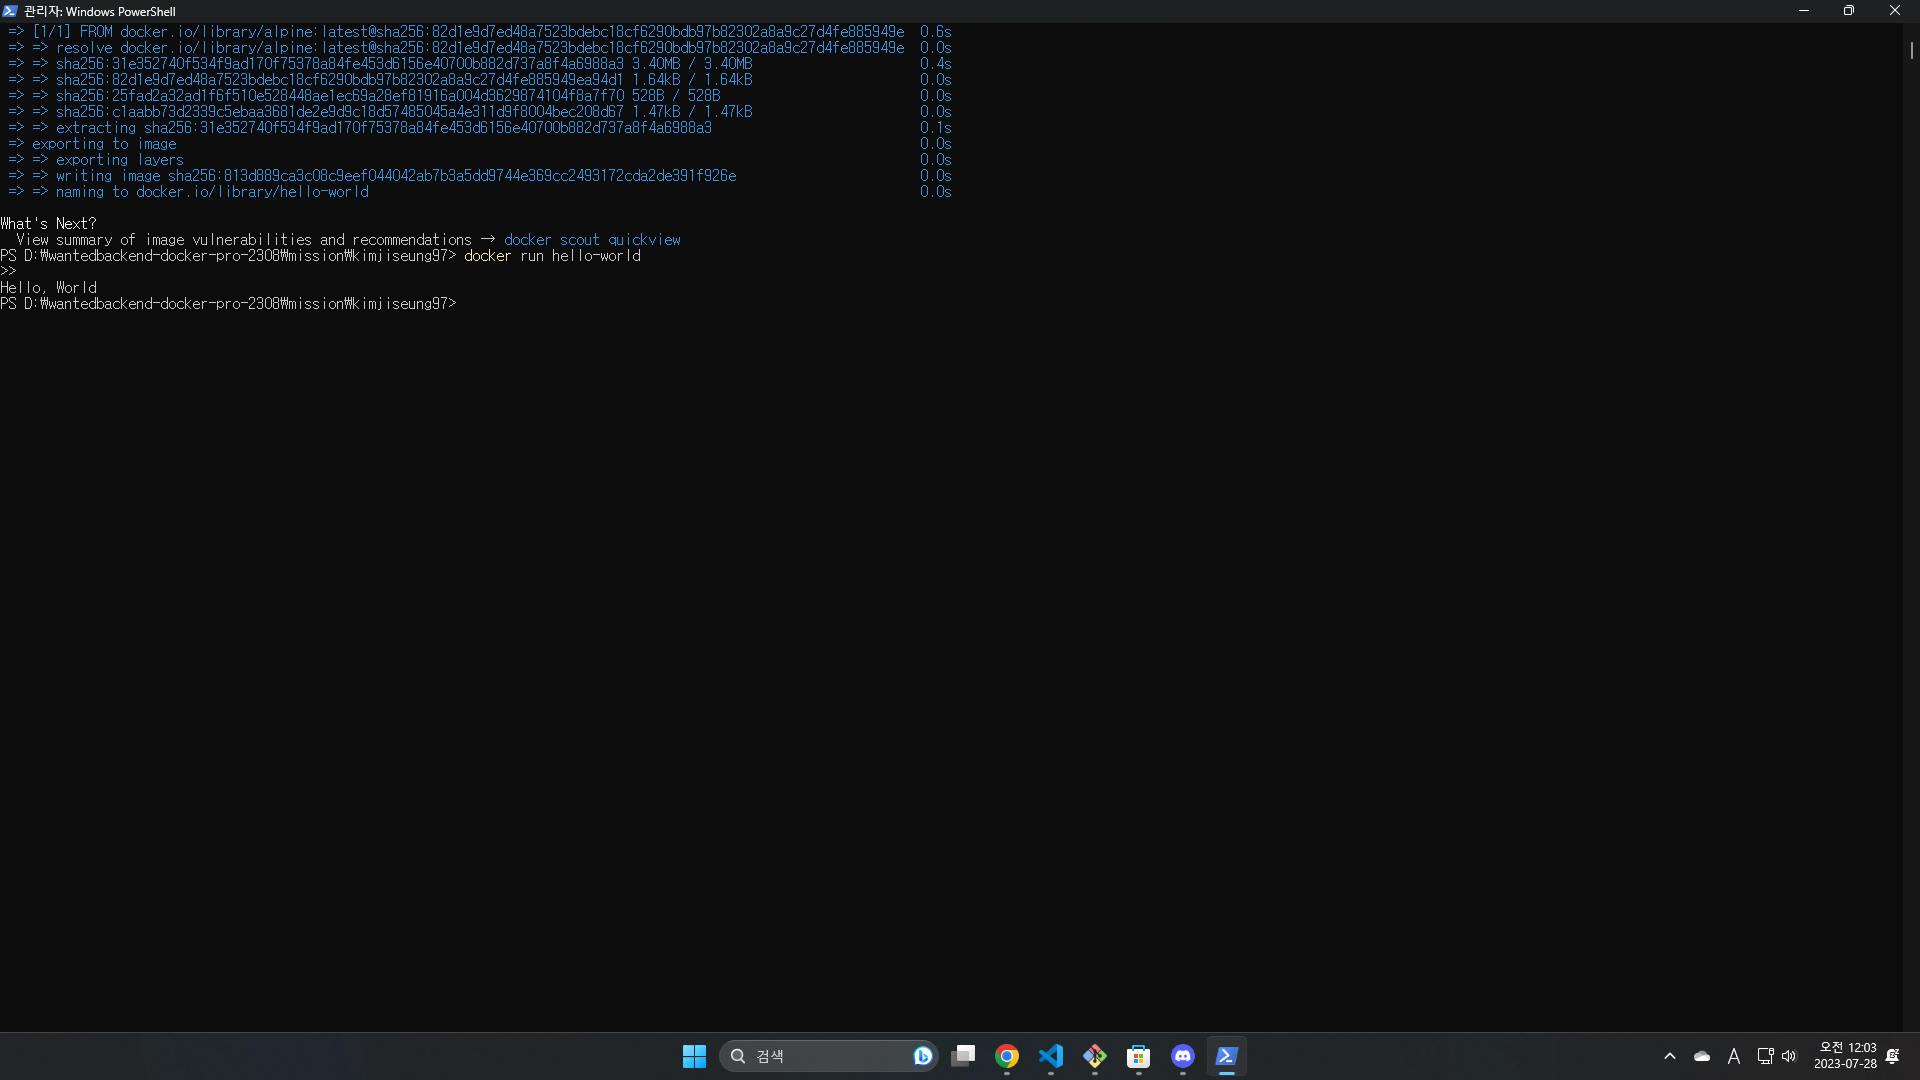 관리자: Windows PowerShell
=> [1/1] FROM docker.io/library/alpine:latest@sha256:82d1e9d7ed48a7523bdebc18cf6290bdb97b82302a8a9c27d4fe885949e 0.6s
=> => resolve docker.io/library/alpine:latest@sha256:82d1e9d7ed48a7523bdebc18cf6290bdb97b82302a8a9c27d4fe885949e 0.0s
=> => sha256:31e352740f534f9ad170f75378a84fe453d6156e40700b882d737a8f4a6988a3 3.40MB / 3.40MB 0.4s
=> => sha256:82d1e9d7ed48a7523bdebc18cf6290bdb97b82302a8a9c27d4fe885949ea94d1 1.64kB / 1.64kB 0.0s
=> => sha256:25fad2a32ad1f6f510e528448ae1ec69a28ef81916a004d3629874104f8a7f70 528B / 528B 0.0s
=> => sha256:c1aabb73d2339c5ebaa3681de2e9d9c18d57485045a4e311d9f8004bec208d67 1.47kB / 1.47kB 0.0s
=> => extracting sha256:31e352740f534f9ad170f75378a84fe453d6156e40700b882d737a8f4a6988a3 0.1s
=> exporting to image 0.0s
=> => exporting layers 0.0s
=> => writing image sha256:813d889ca3c08c9eef044042ab7b3a5dd9744e369cc2493172cda2de391f926e 0.0s
=> => naming to docker.io/library/hello-world 0.0s
What's Next?
View summary of image vulnerabilities and recommendations → docker scout quickview
PS D:₩wantedbackend-docker-pro-2308₩mission₩kimjiseung97> docker run hello-world
>>
Hello, World
PS D:₩wantedbackend-docker-pro-2308₩mission₩kimjiseung97>
검색
A
오전 12:03
2023-07-28